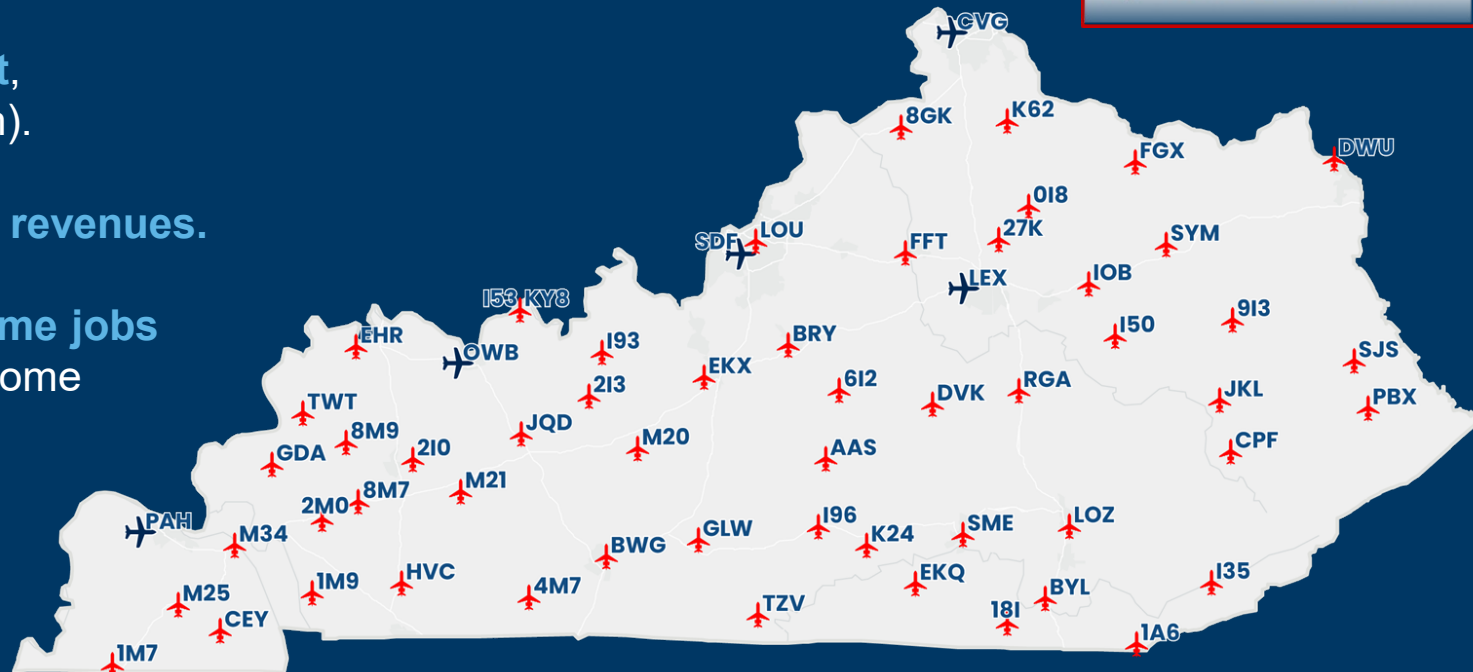 t,
n).
revenues.
me jobs
ome
CVG
8GK
K62
FGX
DWU
0I8
SDF
LOU
FFT
27K
SYM
LEX
IOB
I53 KY8
EHR
OWB
I93
BRY
I50
9I3
SJS
EKX
2I3
6I2
DVK
RGA
JKL
PBX
TWT
8M9
JQD
M20
CPF
GDA
2I0
AAS
M21
8M7
2M0
PAH
M34
I96
SME
LOZ
GLW
K24
BWG
1M9
HVC
4M7
EKQ
BYL
I35
M25
CEY
TZV
18I
1A6
1M7